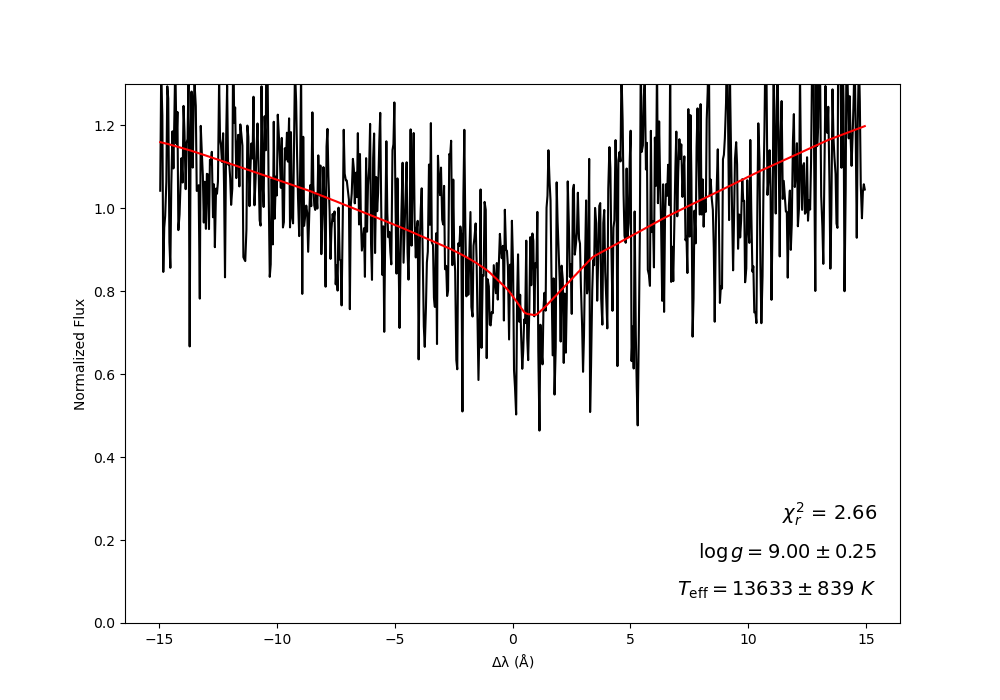 1.2
1.0
0.8
0.6
0.4
0.2
0.0
Normalized Flux
χ²ᵣ = 2.66
log g = 9.00 ± 0.25
T_eff = 13633 ± 839 K
−15 −10 −5 0 5 10 15
Δλ (Å)